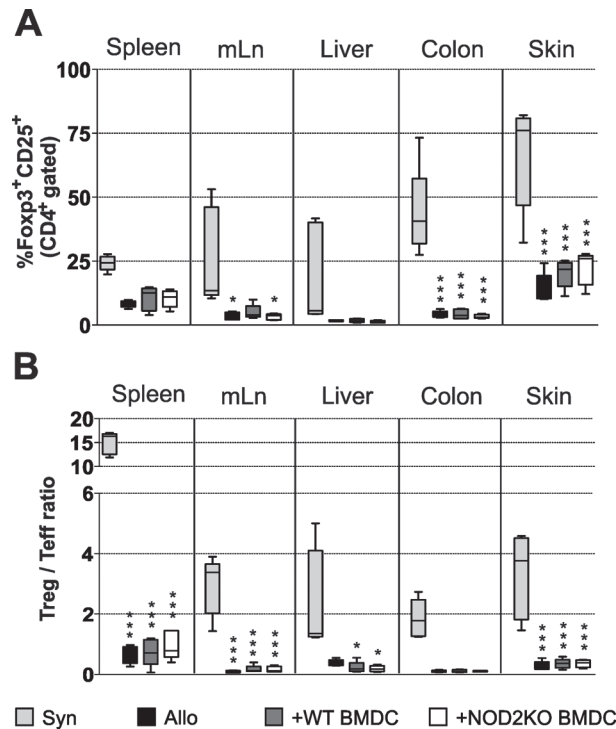 A
Spleen mLn Liver Colon Skin
%Foxp3+CD25+
(CD4+ gated)
100
75
50
25
0
* * *** *** *** *** *** ***
B
Spleen mLn Liver Colon Skin
Treg / Teff ratio
20
15
10
6
4
2
0
*** *** *** *** *** *** * * *** *** ***
Syn Allo +WT BMDC +NOD2KO BMDC